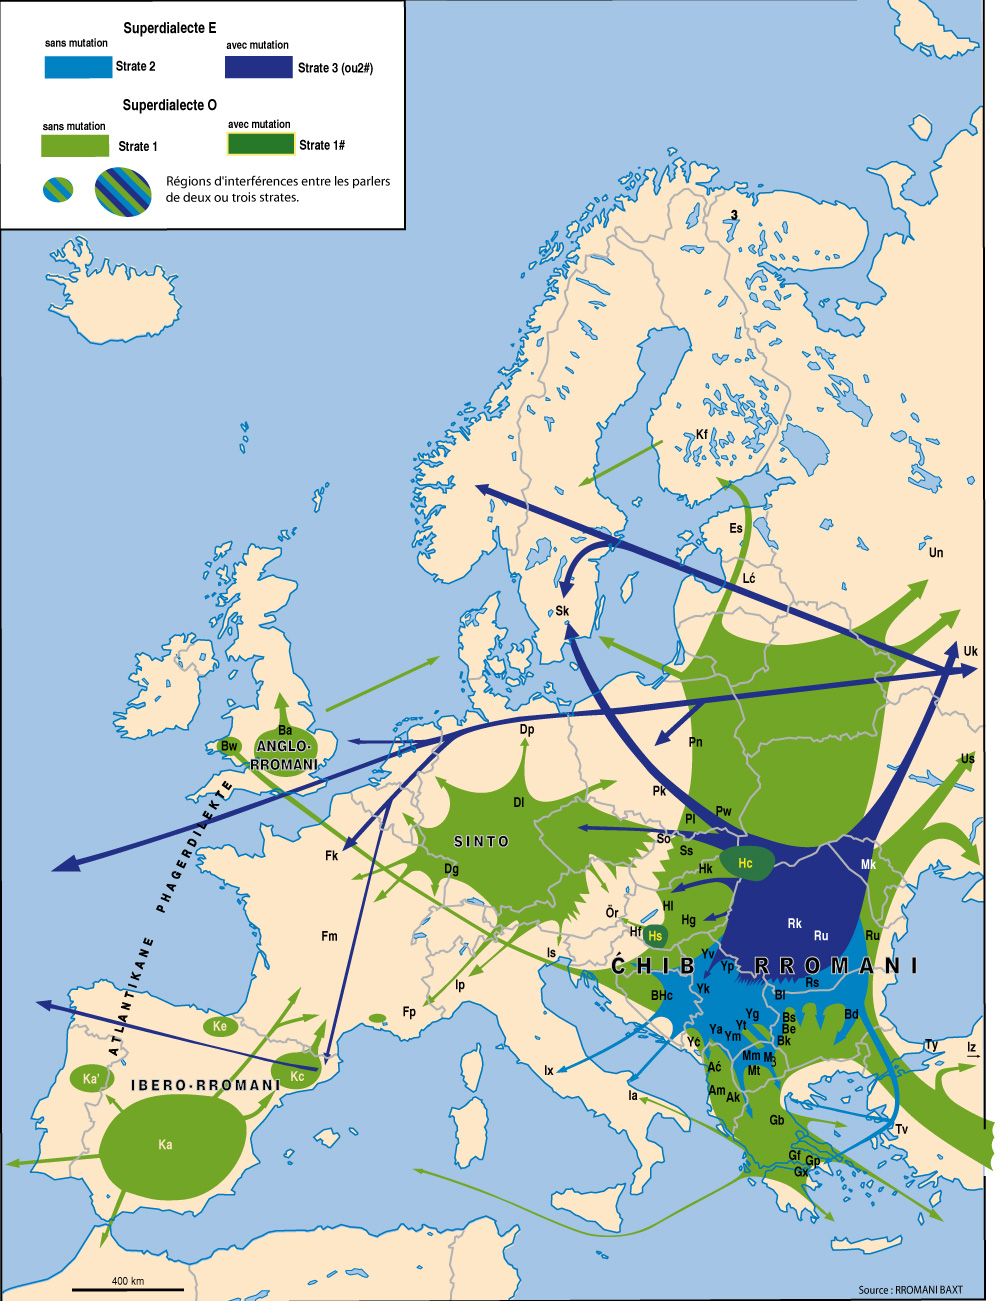 Superdialecte E
sans mutation
avec mutation
Strate 2
Strate 3 (ou2#)
Superdialecte O
sans mutation
avec mutation
Strate 1
Strate 1#
Régions d'interférences entre les parlers
de deux ou trois strates.
3
Kf
Es
Un
Lć
Sk
Uk
Ba
Bw
ANGLO-
RROMANI
Dp
Pn
Us
Pk
Dl
Pw
Pl
SINTO
So
Ss
Fk
Hc
Mk
Dg
Hk
Hl
Ör
Hg
Rk
Fm
Hf
Hs
Ru
Ru
Is
Yv
ĆHIB RROMANI
Yp
Ip
Yk
Rs
BHc
Bl
Fp
Yg
Bs
Bd
Ke
Ya
Yt
Be
Ym
Bk
Yc
Ty
Iz
ATLANTIKANE PHAGERDILEKTE
Mm
Ix
Ać
Mt
Kc
Ka'
IBERO-RROMANI
Am
Ak
Ia
Gb
Tv
Ka
Gf
Gp
Gx
400 km
Source : RROMANI BAXT